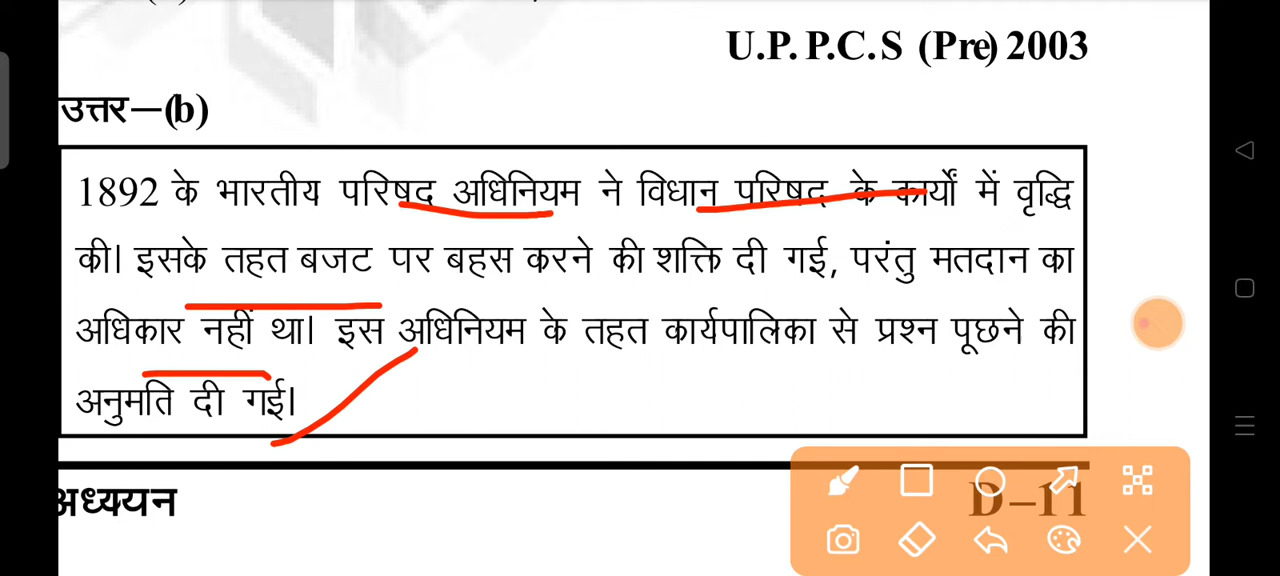 U.P.P.C.S (Pre) 2003
उत्तर—(b)
1892 के भारतीय परिषद अधिनियम ने विधान परिषद के कार्यों में वृद्धि
की। इसके तहत बजट पर बहस करने की शक्ति दी गई, परंतु मतदान का
अधिकार नहीं था। इस अधिनियम के तहत कार्यपालिका से प्रश्न पूछने की
अनुमति दी गई।
अध्ययन
D–11